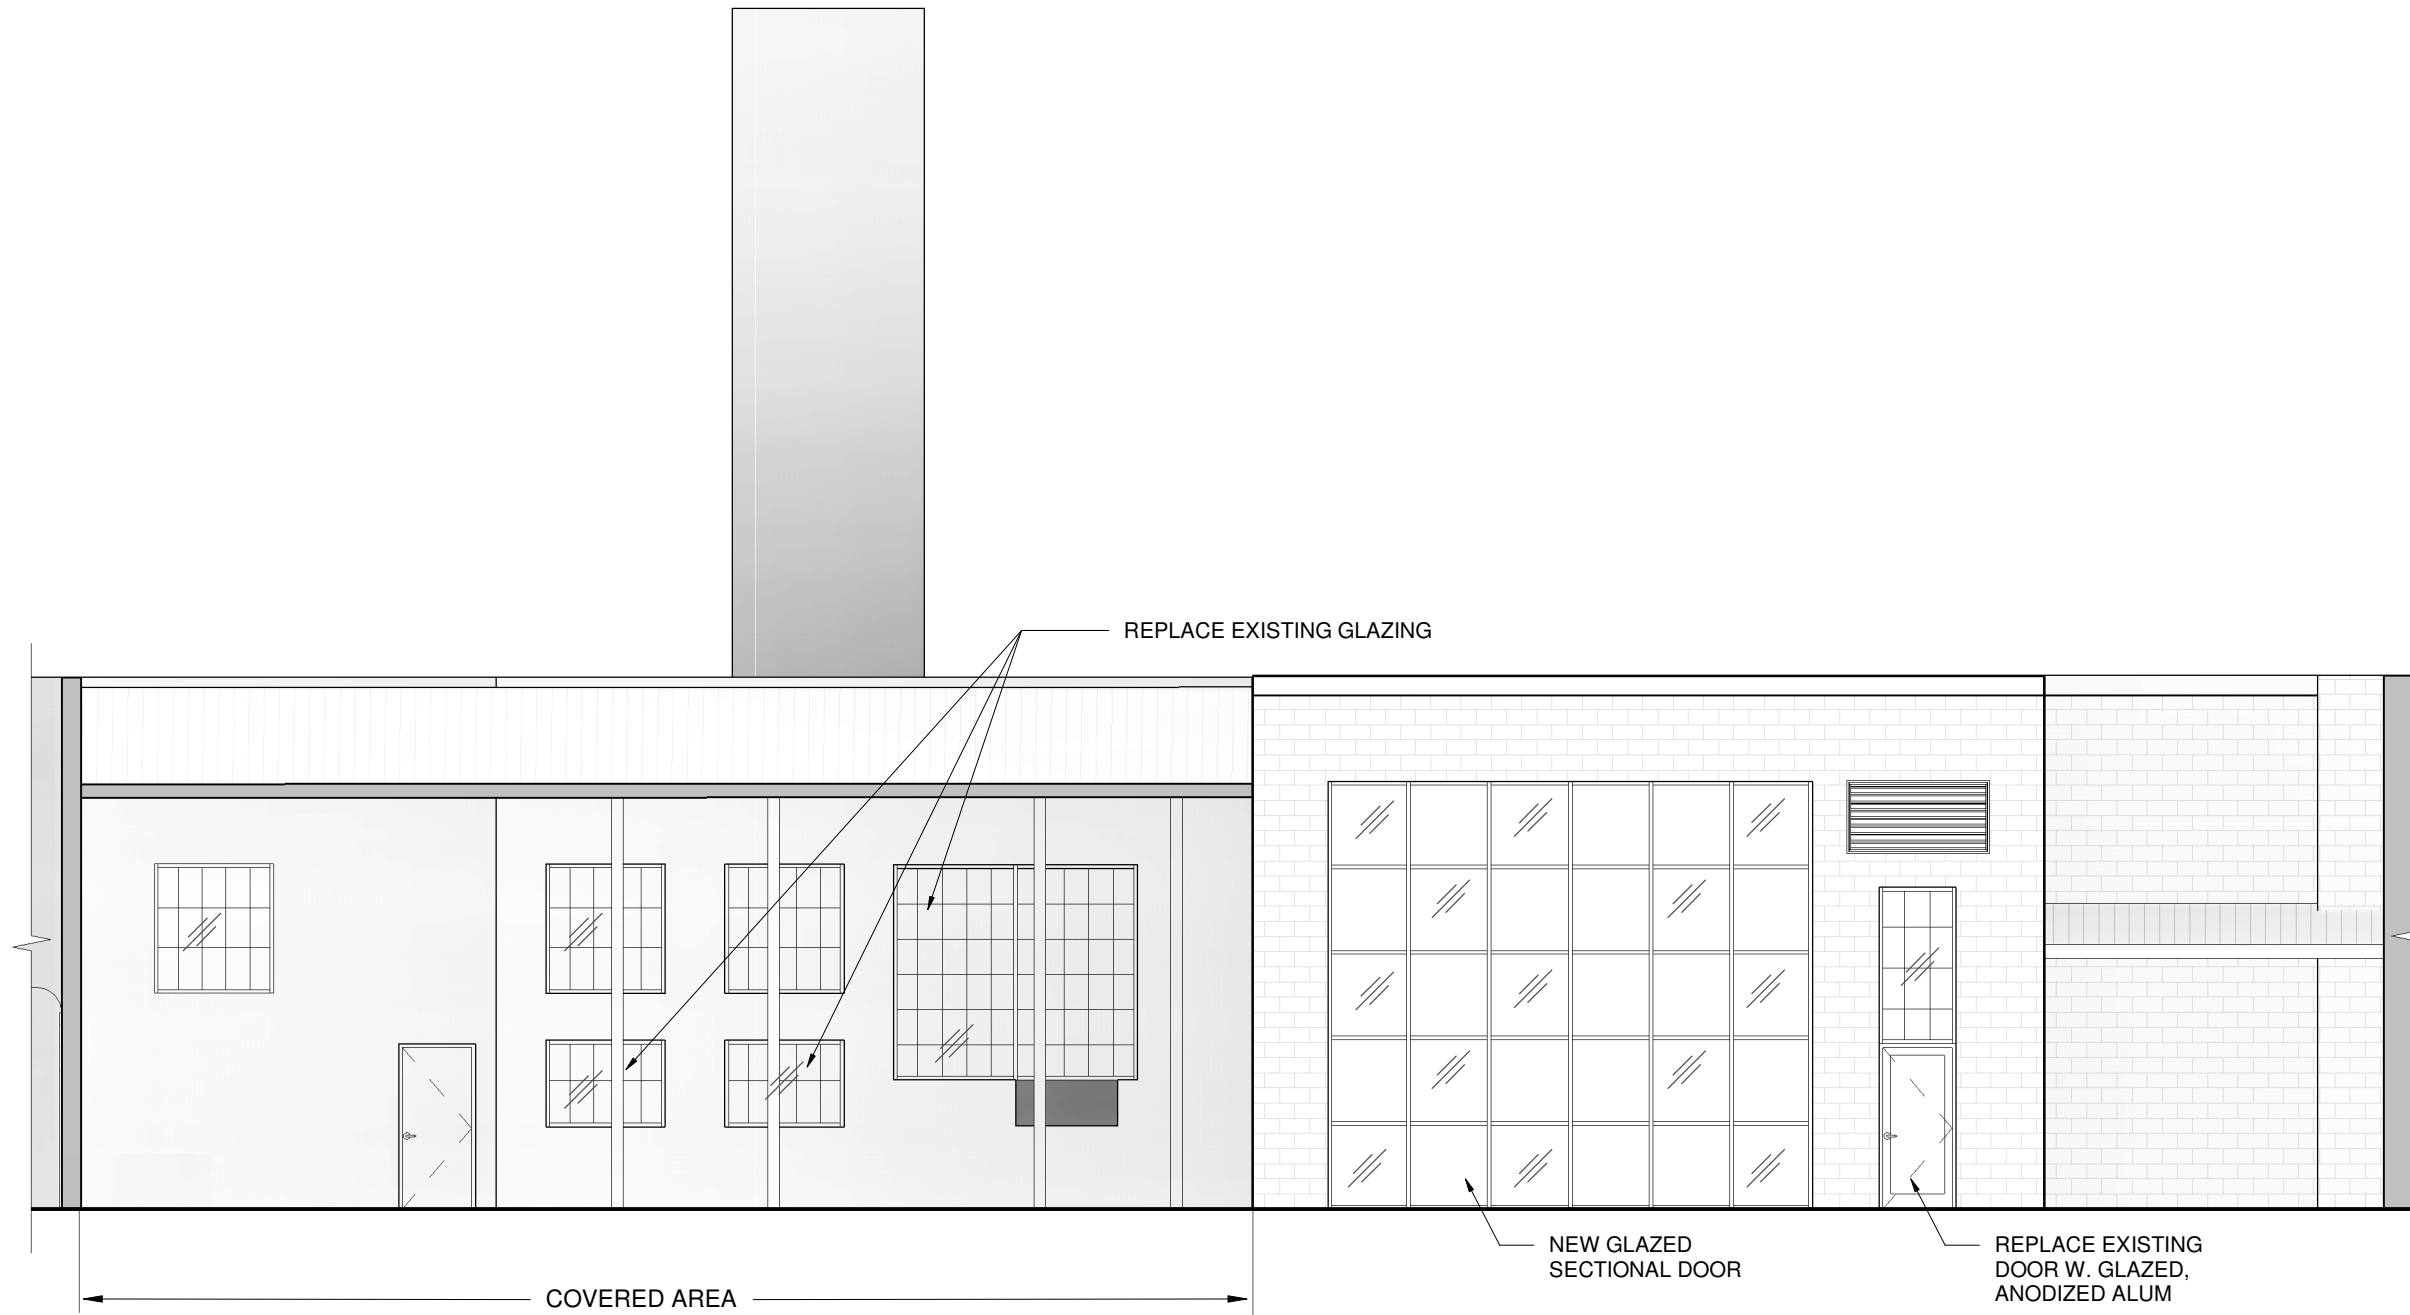 REPLACE EXISTING GLAZING
NEW GLAZED
SECTIONAL DOOR
REPLACE EXISTING
DOOR W. GLAZED,
ANODIZED ALUM
COVERED AREA